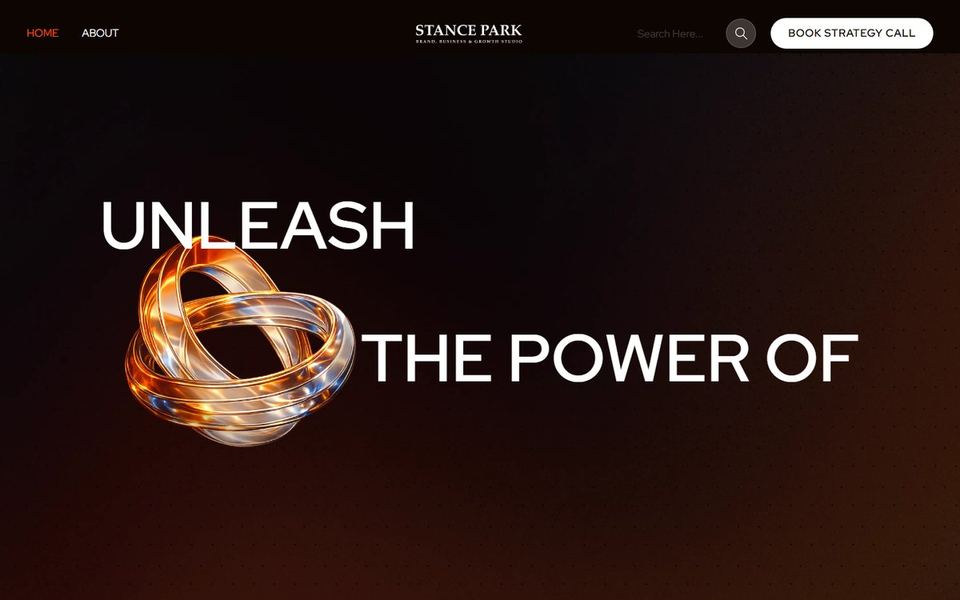 HOME
ABOUT
STANCE PARK
BRAND, BUSINESS & GROWTH STUDIO
Search Here...
BOOK STRATEGY CALL
UNLEASH
THE POWER OF